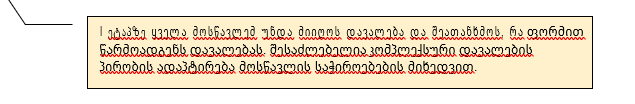 I ეტაპზე ყველა მოსწავლემ უნდა მიიღოს დავალება და შეათანხმოს, რა ფორმით
წარმოადგენს დავალებას. შესაძლებელია კომპლექსური დავალების
პირობის ადაპტირება მოსწავლის საჭიროებების მიხედვით.